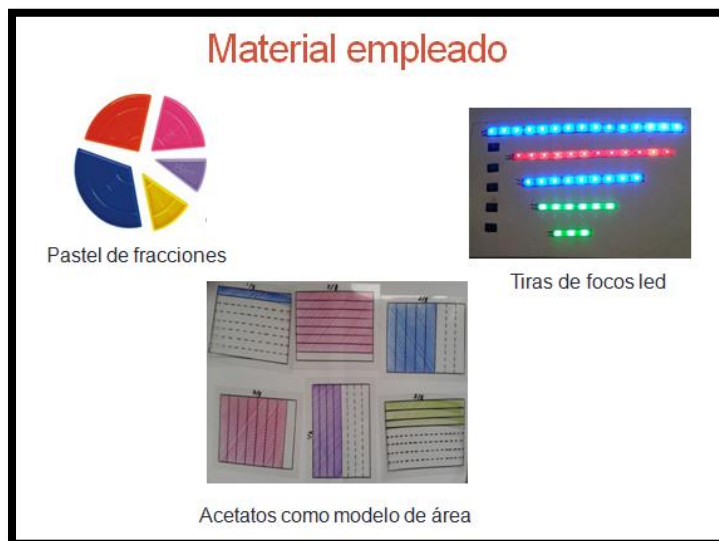 Material empleado
Pastel de fracciones
Tiras de focos led
Acetatos como modelo de área